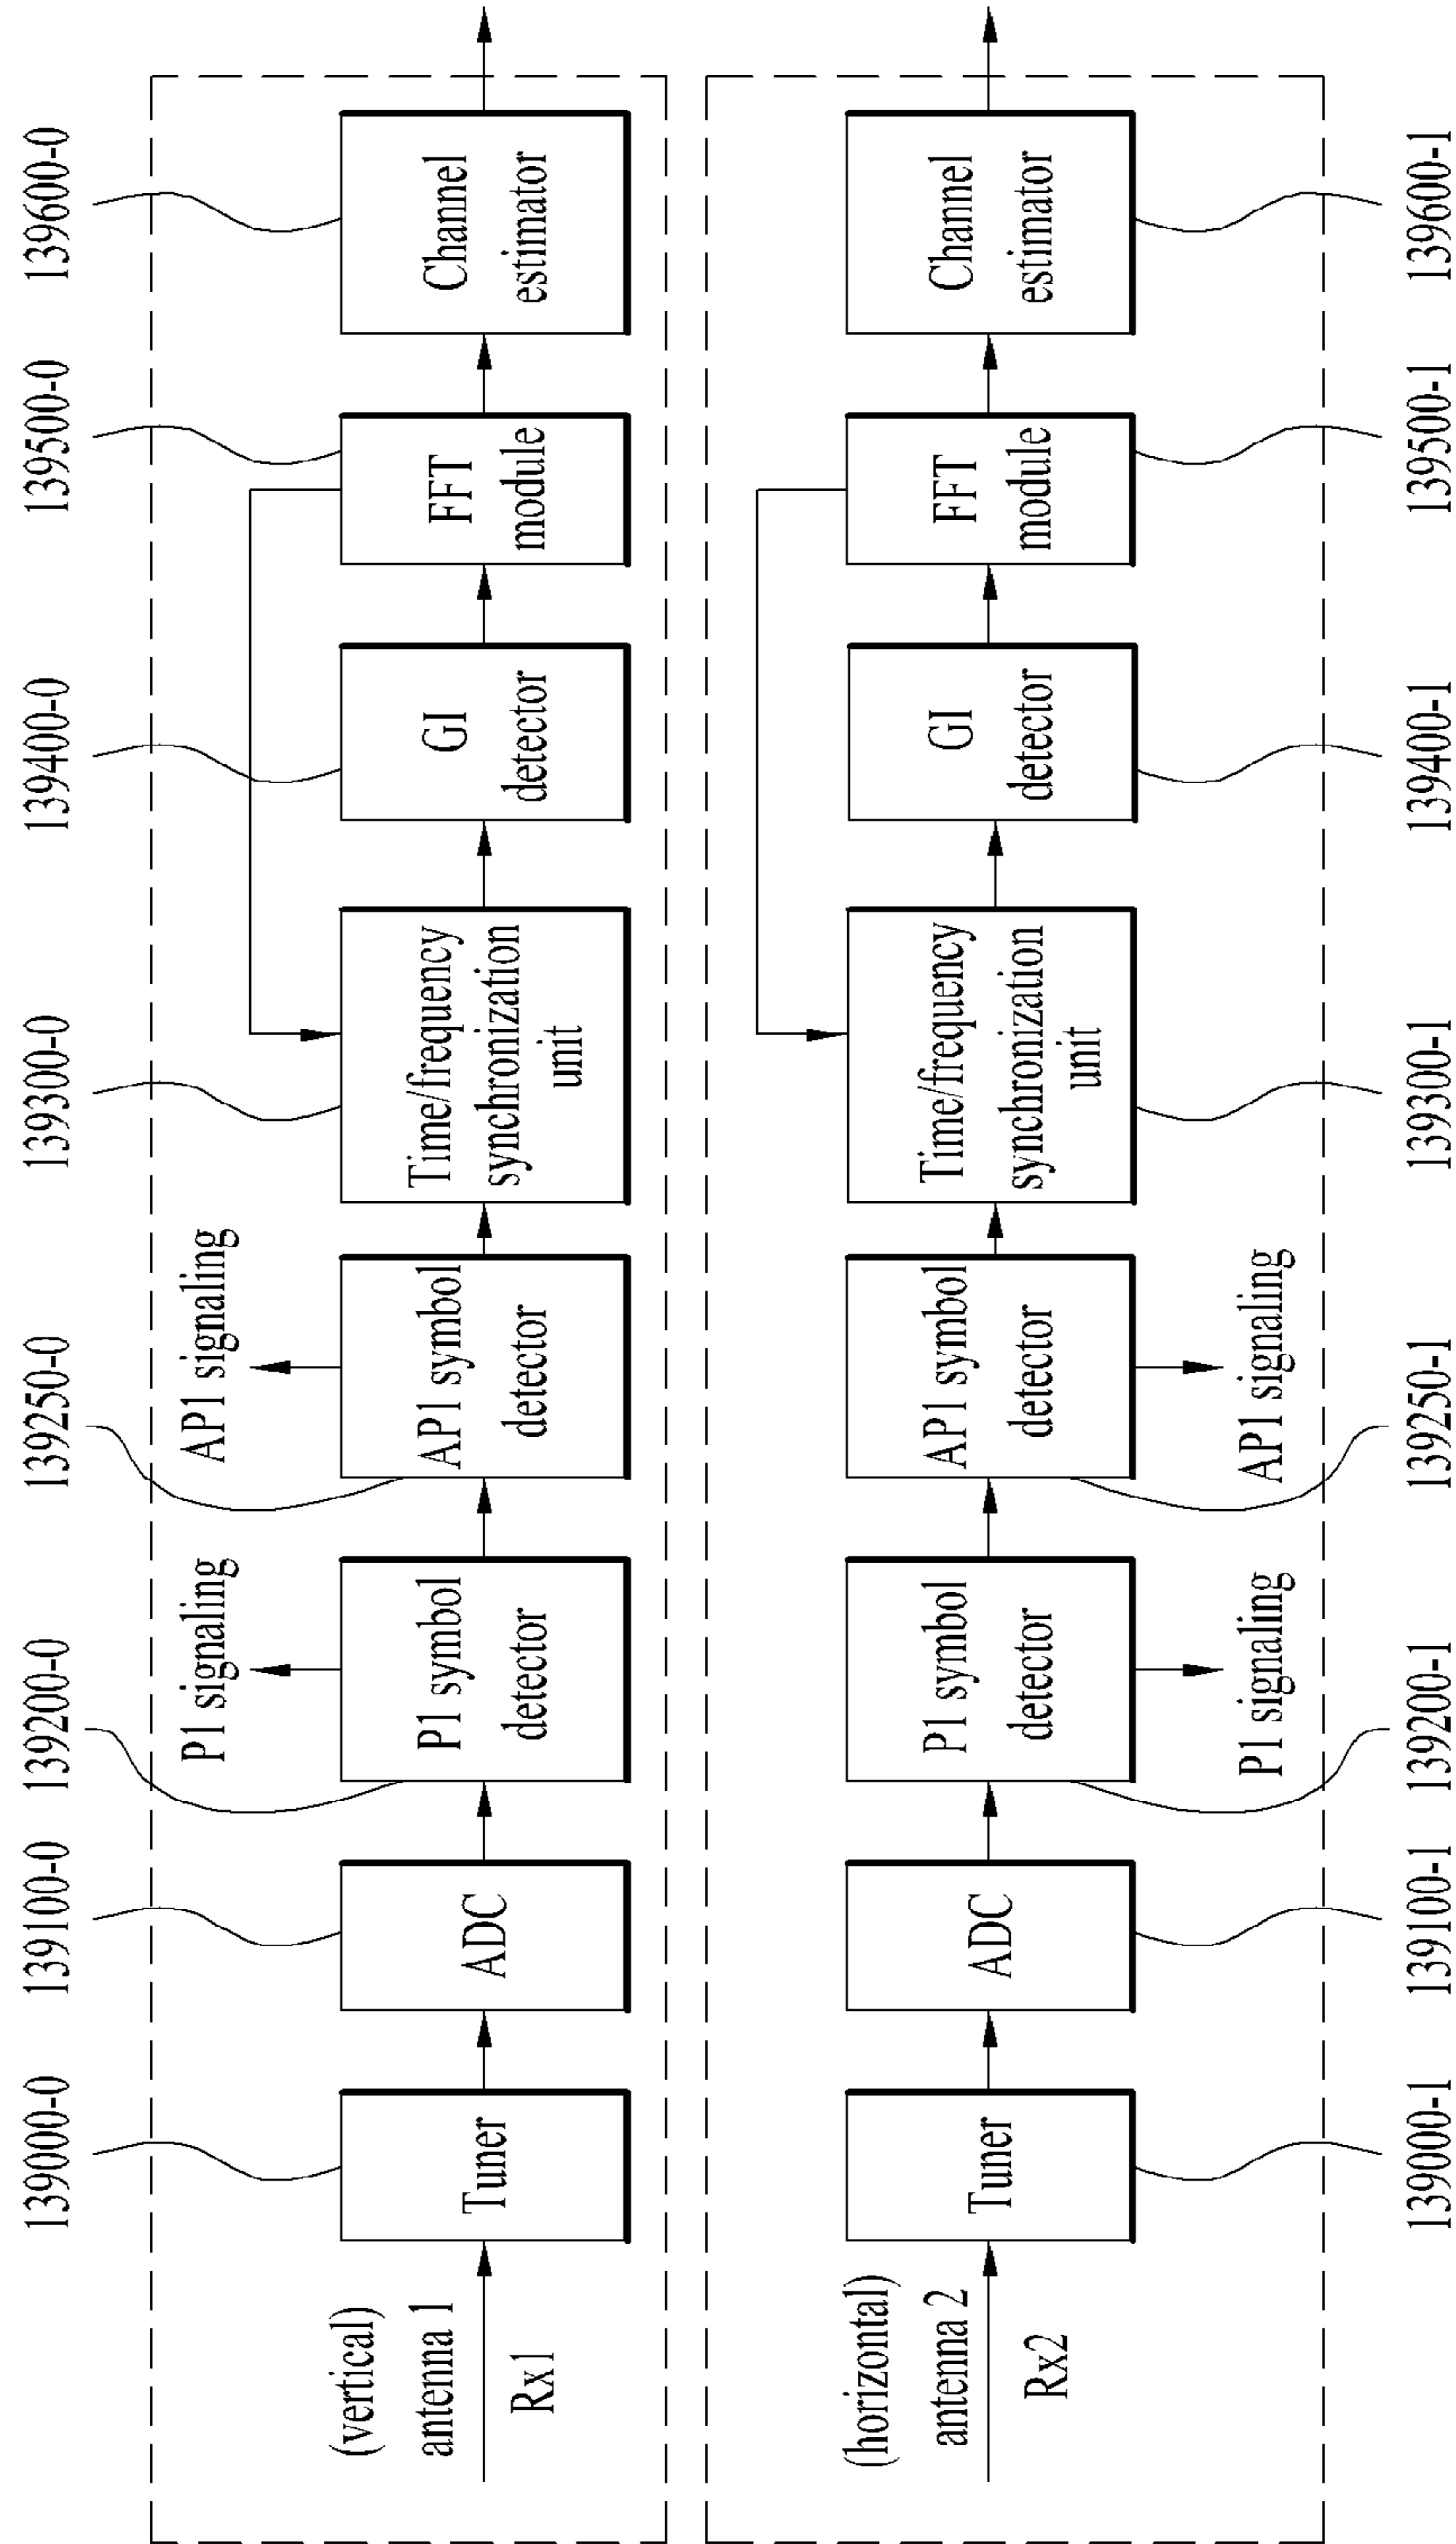 139000-0
139100-0
139200-0
139250-0
139300-0
139400-0
139500-0
139600-0
P1 signaling
AP1 signaling
(vertical)
antenna 1
Rx1
Tuner
ADC
P1 symbol
detector
AP1 symbol
detector
Time/frequency
synchronization
unit
GI
detector
FFT
module
Channel
estimator
(horizontal)
antenna 2
Rx2
Tuner
ADC
P1 symbol
detector
AP1 symbol
detector
Time/frequency
synchronization
unit
GI
detector
FFT
module
Channel
estimator
P1 signaling
AP1 signaling
139000-1
139100-1
139200-1
139250-1
139300-1
139400-1
139500-1
139600-1